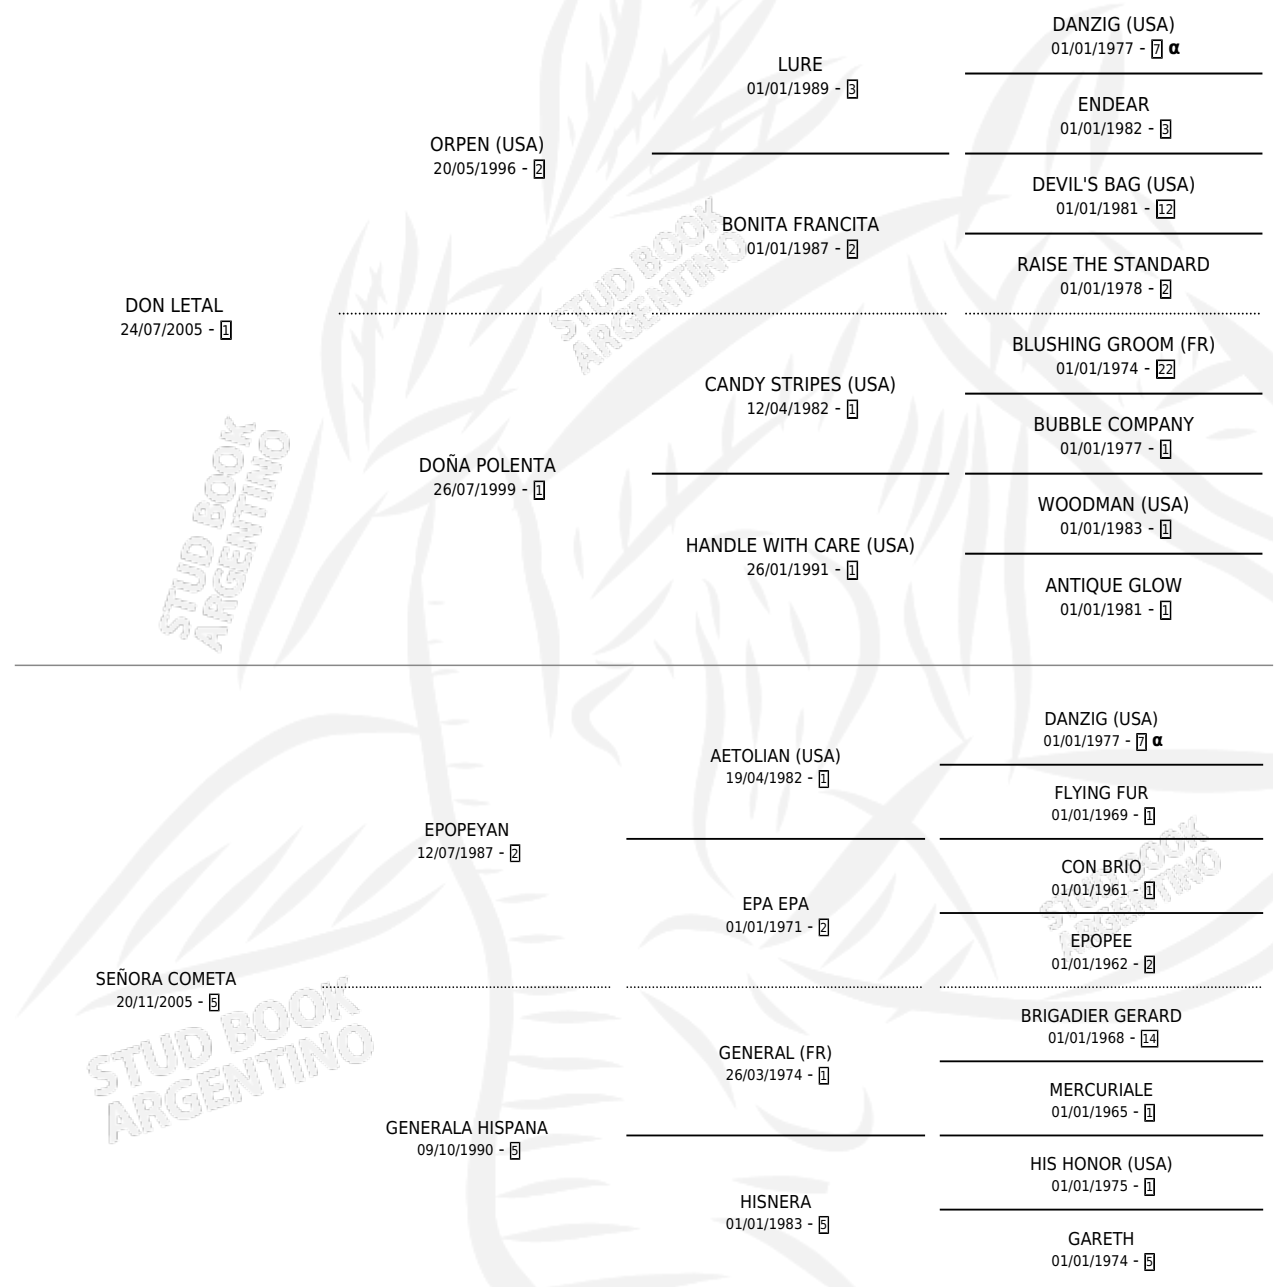 DANZIG (USA)
01/01/1977 - 7 α
LURE
01/01/1989 - 3
ENDEAR
01/01/1982 - 3
ORPEN (USA)
20/05/1996 - 2
DEVIL'S BAG (USA)
01/01/1981 - 12
BONITA FRANCITA
01/01/1987 - 2
RAISE THE STANDARD
01/01/1978 - 2
STUD BOOK
ARGENTINO
DON LETAL
24/07/2005 - 1
BLUSHING GROOM (FR)
01/01/1974 - 22
CANDY STRIPES (USA)
12/04/1982 - 1
BUBBLE COMPANY
01/01/1977 - 1
DOÑA POLENTA
26/07/1999 - 1
WOODMAN (USA)
01/01/1983 - 1
HANDLE WITH CARE (USA)
26/01/1991 - 1
ANTIQUE GLOW
01/01/1981 - 1
STUD BOOK
ARGENTINO
DANZIG (USA)
01/01/1977 - 7 α
AETOLIAN (USA)
19/04/1982 - 1
FLYING FUR
01/01/1969 - 1
EPOPEYAN
12/07/1987 - 2
CON BRIO
01/01/1961 - 1
EPA EPA
01/01/1971 - 2
EPOPEE
01/01/1962 - 2
STUD BOOK
ARGENTINO
SEÑORA COMETA
20/11/2005 - 5
BRIGADIER GERARD
01/01/1968 - 14
GENERAL (FR)
26/03/1974 - 1
MERCURIALE
01/01/1965 - 1
STUD BOOK
ARGENTINO
GENERALA HISPANA
09/10/1990 - 5
HIS HONOR (USA)
01/01/1975 - 1
HISNERA
01/01/1983 - 5
GARETH
01/01/1974 - 5